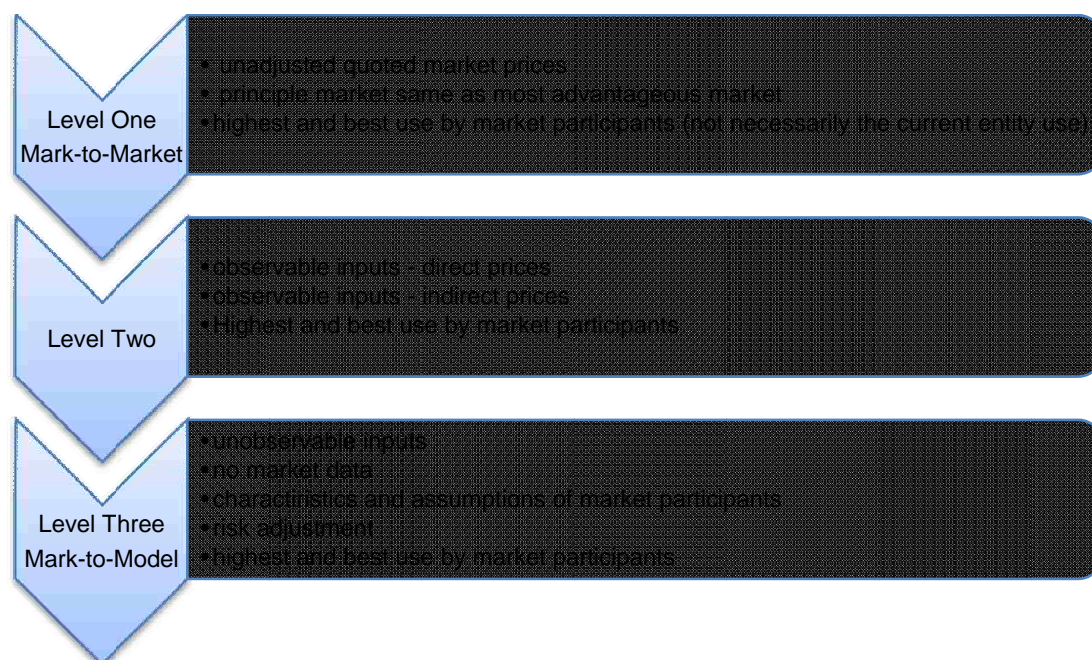 Level One
Mark-to-Market
• unadjusted quoted market prices
• principle market same as most advantageous market
• highest and best use by market participants (not necessarily the current entity use)
Level Two
• observable inputs - direct prices
• observable inputs - indirect prices
• Highest and best use by market participants
Level Three
Mark-to-Model
• unobservable inputs
• no market data
• charactiristics and assumptions of market participants
• risk adjustment
• highest and best use by market participants